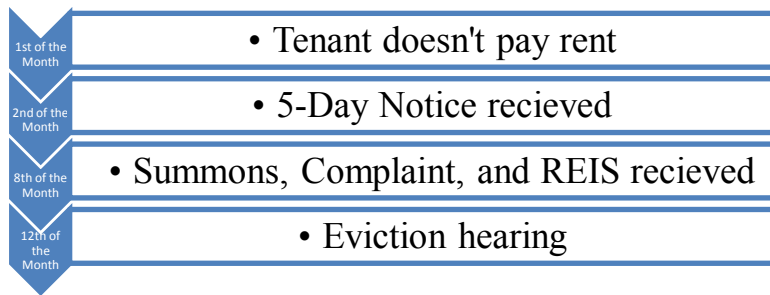 1st of the
Month
• Tenant doesn't pay rent
2nd of the
Month
• 5-Day Notice recieved
8th of the
Month
• Summons, Complaint, and REIS recieved
12th of
the
Month
• Eviction hearing